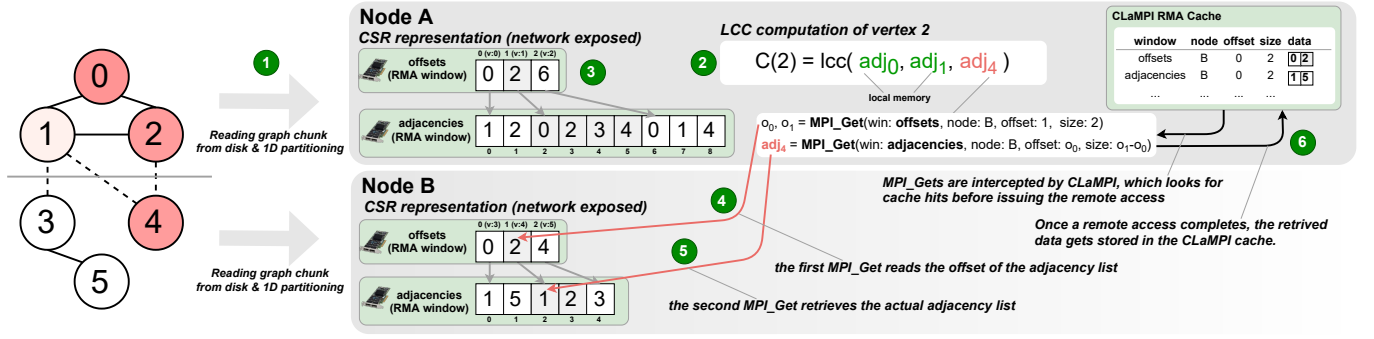 0
1
2
3
4
5
1
Reading graph chunk
from disk & 1D partitioning
Reading graph chunk
from disk & 1D partitioning
Node A
CSR representation (network exposed)
0 (v:0) 1 (v:1) 2 (v:2)
offsets
(RMA window)
0 2 6
3
adjacencies
(RMA window)
1 2 0 2 3 4 0 1 4
0 1 2 3 4 5 6 7 8
LCC computation of vertex 2
2
C(2) = lcc( adj0, adj1, adj4 )
local memory
o0, o1 = MPI_Get(win: offsets, node: B, offset: 1, size: 2)
adj4 = MPI_Get(win: adjacencies, node: B, offset: o0, size: o1-o0)
CLaMPI RMA Cache
window node offset size data
offsets B 0 2 0 2
adjacencies B 0 2 1 5
... ... ... ...
6
MPI_Gets are intercepted by CLaMPI, which looks for
cache hits before issuing the remote access
Once a remote access completes, the retrived
data gets stored in the CLaMPI cache.
Node B
CSR representation (network exposed)
0 (v:3) 1 (v:4) 2 (v:5)
offsets
(RMA window)
0 2 4
adjacencies
(RMA window)
1 5 1 2 3
0 1 2 3 4
4
the first MPI_Get reads the offset of the adjacency list
5
the second MPI_Get retrieves the actual adjacency list